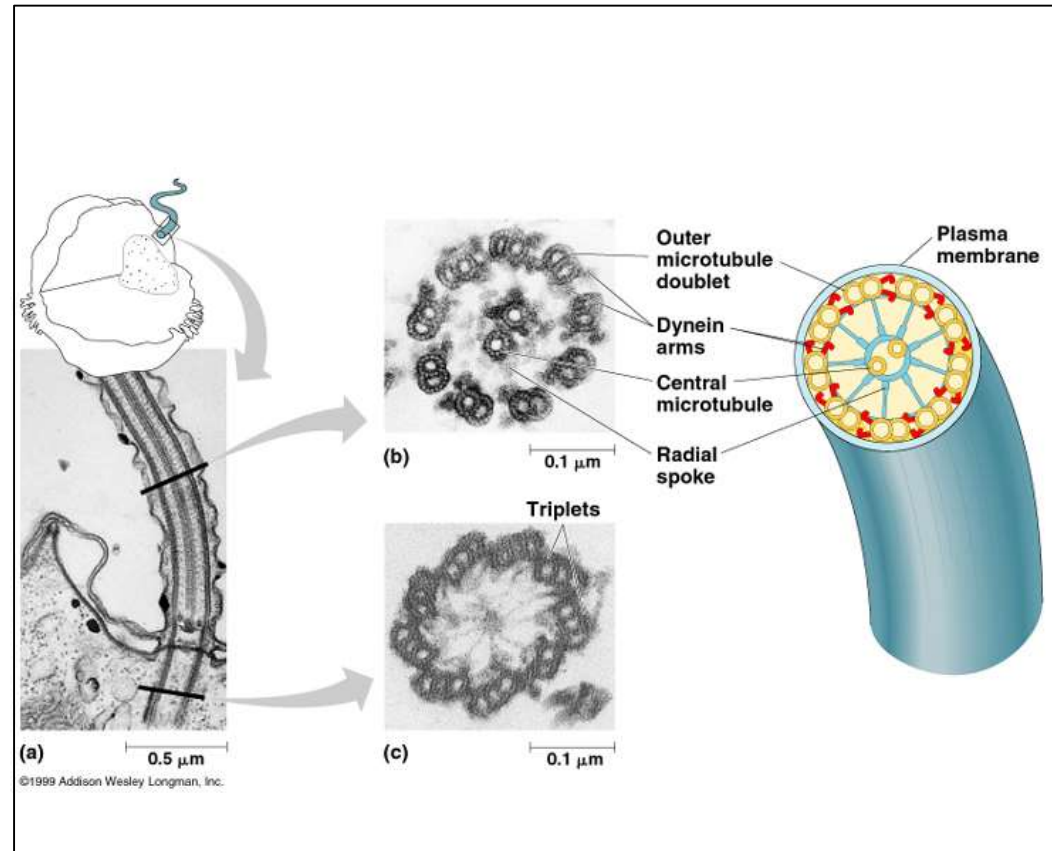 Outer
microtubule
doublet
Dynein
arms
Central
microtubule
Radial
spoke
Plasma
membrane
(b)
0.1 μm
Triplets
(a)
0.5 μm
(c)
0.1 μm
©1999 Addison Wesley Longman, Inc.